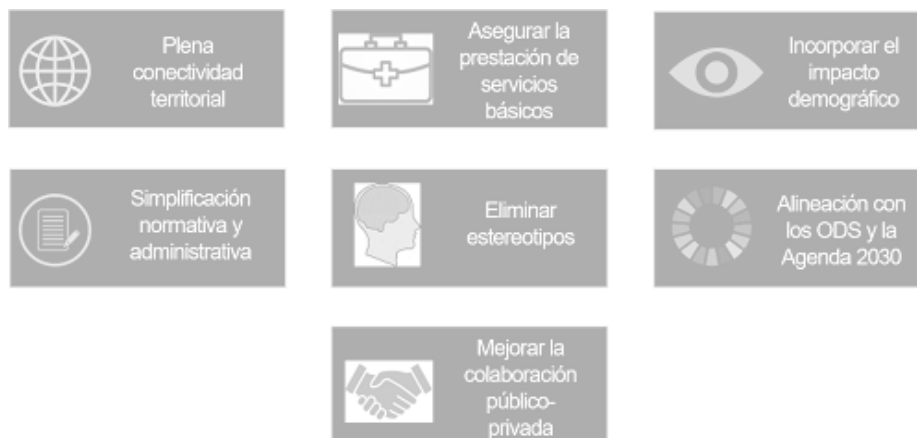 Plena
conectividad
territorial
Asegurar la
prestación de
servicios
básicos
Incorporar el
impacto
demográfico
Simplificación
normativa y
administrativa
Eliminar
estereotipos
Alineación con
los ODS y la
Agenda 2030
Mejorar la
colaboración
público-
privada